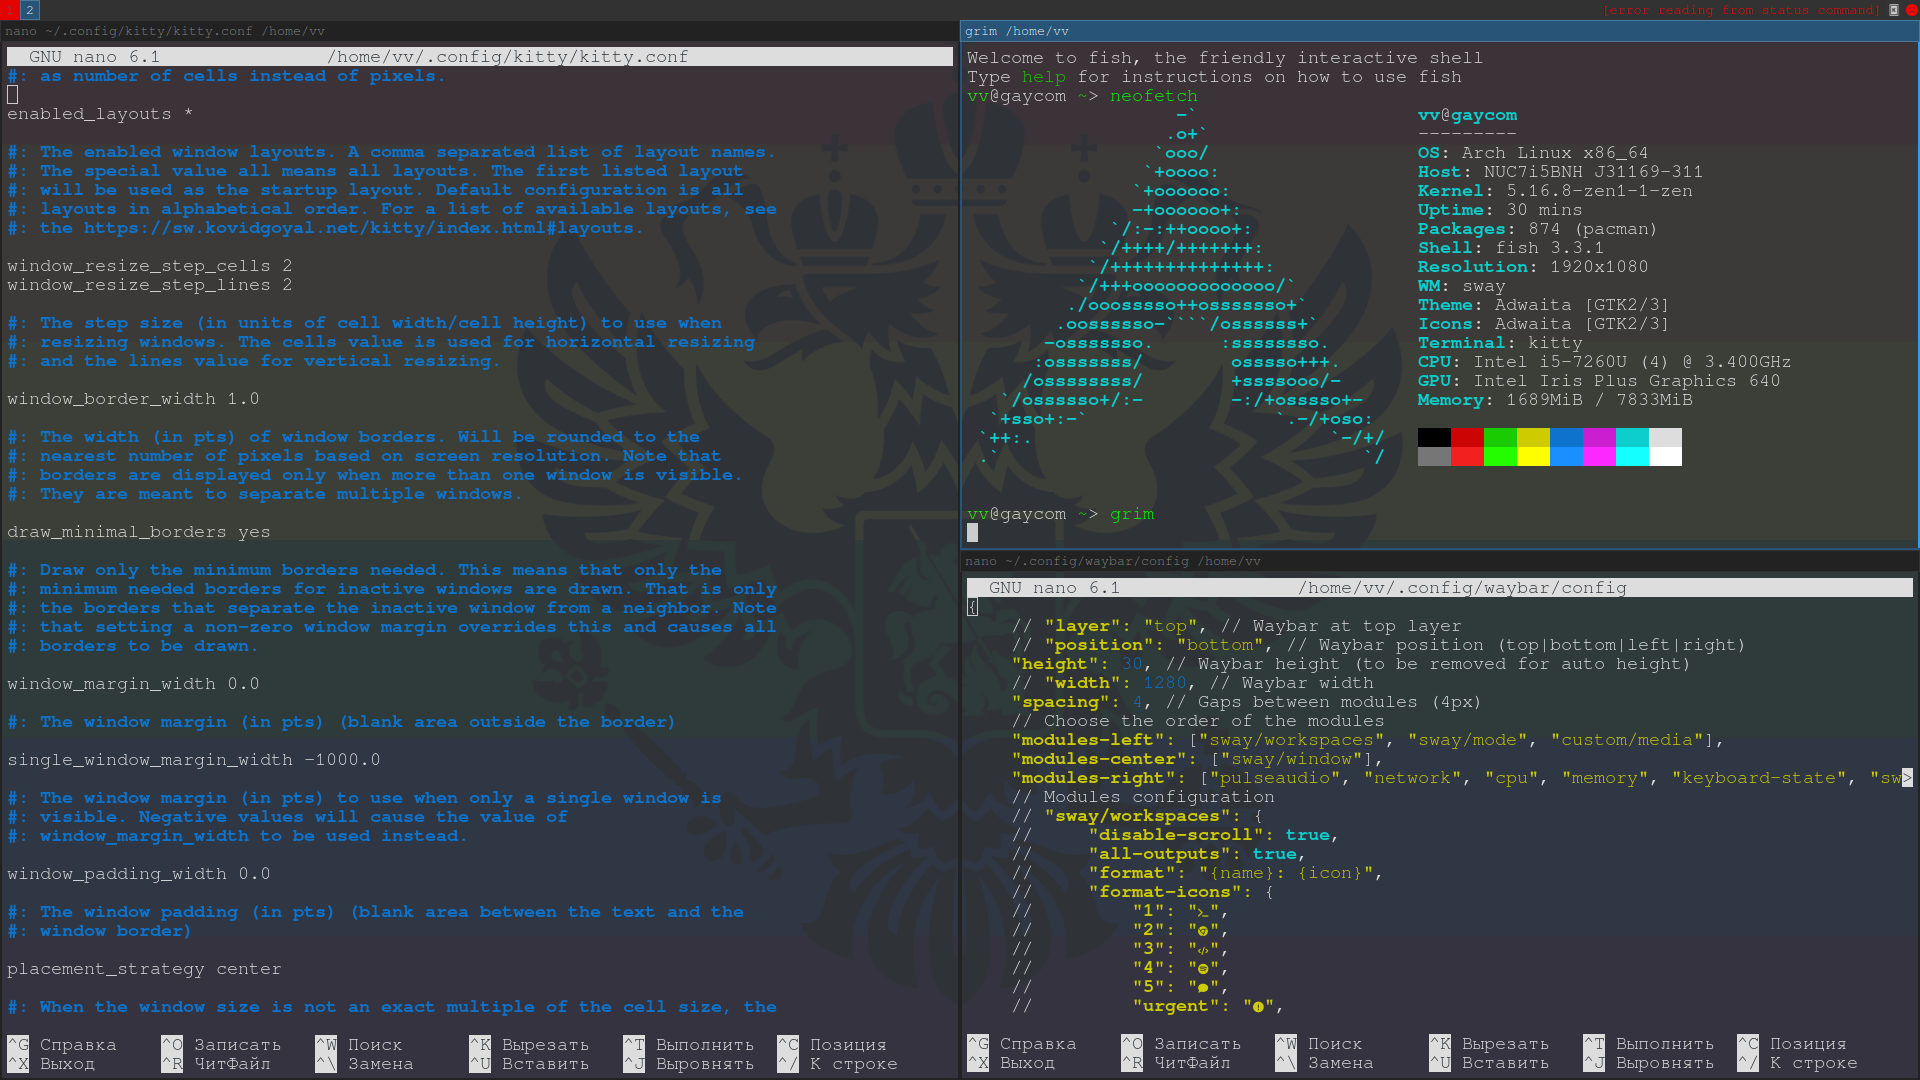 1 2 [error reading from status command]
nano ~/.config/kitty/kitty.conf /home/vv
GNU nano 6.1 /home/vv/.config/kitty/kitty.conf
#: as number of cells instead of pixels.
enabled_layouts *
#: The enabled window layouts. A comma separated list of layout names.
#: The special value all means all layouts. The first listed layout
#: will be used as the startup layout. Default configuration is all
#: layouts in alphabetical order. For a list of available layouts, see
#: the https://sw.kovidgoyal.net/kitty/index.html#layouts.
window_resize_step_cells 2
window_resize_step_lines 2
#: The step size (in units of cell width/cell height) to use when
#: resizing windows. The cells value is used for horizontal resizing
#: and the lines value for vertical resizing.
window_border_width 1.0
#: The width (in pts) of window borders. Will be rounded to the
#: nearest number of pixels based on screen resolution. Note that
#: borders are displayed only when more than one window is visible.
#: They are meant to separate multiple windows.
draw_minimal_borders yes
#: Draw only the minimum borders needed. This means that only the
#: minimum needed borders for inactive windows are drawn. That is only
#: the borders that separate the inactive window from a neighbor. Note
#: that setting a non-zero window margin overrides this and causes all
#: borders to be drawn.
window_margin_width 0.0
#: The window margin (in pts) (blank area outside the border)
single_window_margin_width -1000.0
#: The window margin (in pts) to use when only a single window is
#: visible. Negative values will cause the value of
#: window_margin_width to be used instead.
window_padding_width 0.0
#: The window padding (in pts) (blank area between the text and the
#: window border)
placement_strategy center
#: When the window size is not an exact multiple of the cell size, the
^G Справка ^O Записать ^W Поиск ^K Вырезать ^T Выполнить ^C Позиция
^X Выход ^R ЧитФайл ^\ Замена ^U Вставить ^J Выровнять ^/ К строке
grim /home/vv
Welcome to fish, the friendly interactive shell
Type help for instructions on how to use fish
vv@gaycom ~> neofetch
-`
.o+`
`ooo/
`+oooo:
`+oooooo:
-+oooooo+:
`/:-:++oooo+:
`/++++/+++++++:
`/++++++++++++++:
`/+++ooooooooooooo/`
./ooosssso++osssssso+`
.oossssso-````/ossssss+`
-osssssso. :ssssssso.
:osssssss/ osssso+++.
/ossssssss/ +ssssooo/-
`/ossssso+/:- -:/+osssso+-
`+sso+:-` `.-/+oso:
`++:. `-/+/
.` `/
vv@gaycom
---------
OS: Arch Linux x86_64
Host: NUC7i5BNH J31169-311
Kernel: 5.16.8-zen1-1-zen
Uptime: 30 mins
Packages: 874 (pacman)
Shell: fish 3.3.1
Resolution: 1920x1080
WM: sway
Theme: Adwaita [GTK2/3]
Icons: Adwaita [GTK2/3]
Terminal: kitty
CPU: Intel i5-7260U (4) @ 3.400GHz
GPU: Intel Iris Plus Graphics 640
Memory: 1689MiB / 7833MiB
vv@gaycom ~> grim
nano ~/.config/waybar/config /home/vv
GNU nano 6.1 /home/vv/.config/waybar/config
{
// "layer": "top", // Waybar at top layer
// "position": "bottom", // Waybar position (top|bottom|left|right)
"height": 30, // Waybar height (to be removed for auto height)
// "width": 1280, // Waybar width
"spacing": 4, // Gaps between modules (4px)
// Choose the order of the modules
"modules-left": ["sway/workspaces", "sway/mode", "custom/media"],
"modules-center": ["sway/window"],
"modules-right": ["pulseaudio", "network", "cpu", "memory", "keyboard-state", "sw>
// Modules configuration
// "sway/workspaces": {
// "disable-scroll": true,
// "all-outputs": true,
// "format": "{name}: {icon}",
// "format-icons": {
// "1": "",
// "2": "",
// "3": "",
// "4": "",
// "5": "",
// "urgent": "",
^G Справка ^O Записать ^W Поиск ^K Вырезать ^T Выполнить ^C Позиция
^X Выход ^R ЧитФайл ^\ Замена ^U Вставить ^J Выровнять ^/ К строке